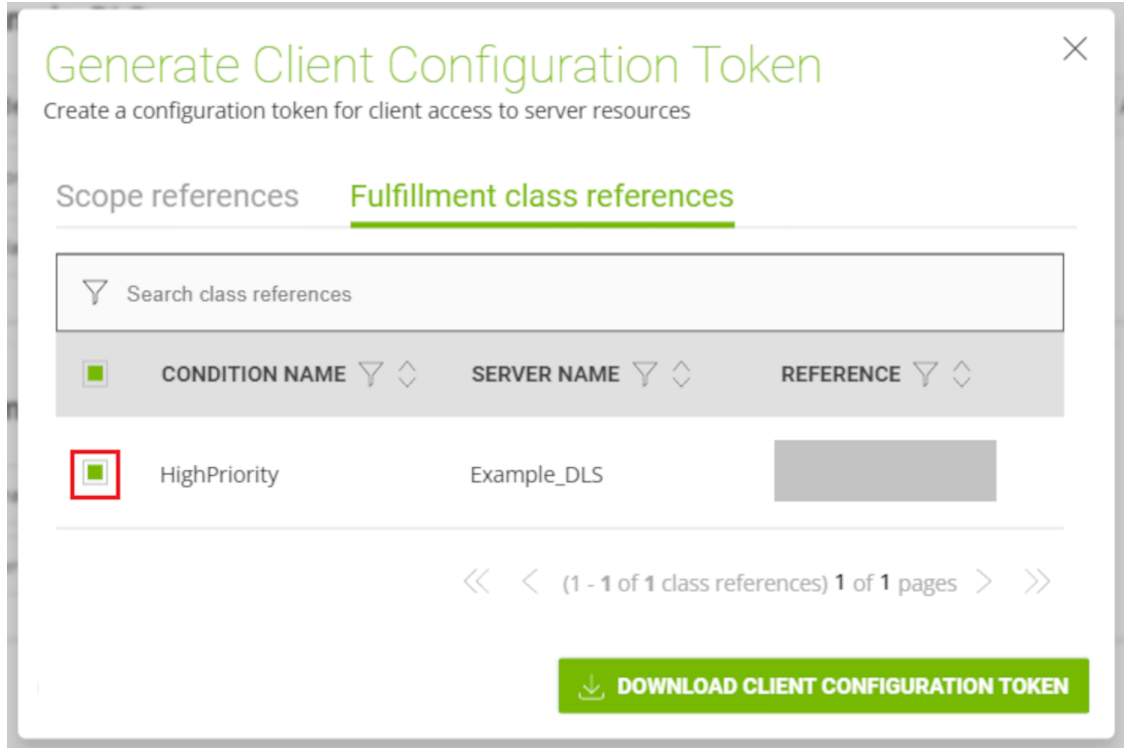 Generate Client Configuration Token
Create a configuration token for client access to server resources
Scope references Fulfillment class references
Search class references
CONDITION NAME SERVER NAME REFERENCE
HighPriority Example_DLS
(1 - 1 of 1 class references) 1 of 1 pages
DOWNLOAD CLIENT CONFIGURATION TOKEN